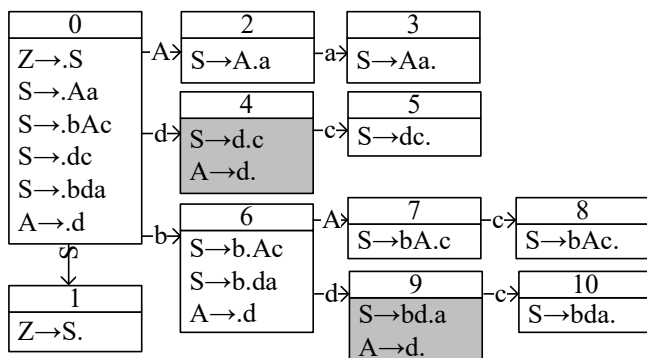 0
Z→.S
S→.Aa
S→.bAc
S→.dc
S→.bda
A→.d
A
2
S→A.a
a
3
S→Aa.
d
4
S→d.c
A→d.
c
5
S→dc.
b
6
S→b.Ac
S→b.da
A→.d
A
7
S→bA.c
c
8
S→bAc.
d
9
S→bd.a
A→d.
c
10
S→bda.
S
1
Z→S.